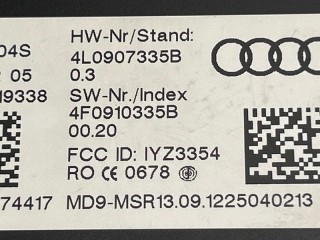 04S
05
19338
74417
HW-Nr/Stand:
4L0907335B
0.3
SW-Nr./Index
4F0910335B
00.20
FCC ID: IYZ3354
RO CE 0678
MD9-MSR13.09.1225040213